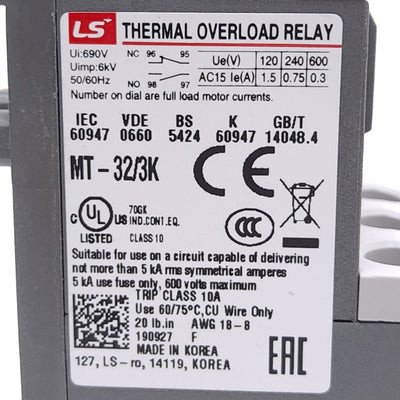 LS THERMAL OVERLOAD RELAY
Ui:690V NC 96 95 Ue(V) 120 240 600
Uimp:6kV AC15 Ie(A) 1.5 0.75 0.3
50/60Hz NO 98 97
Number on dial are full load motor currents.
IEC VDE BS K GB/T
60947 0660 5424 60947 14048.4
MT-32/3K
CE
c UL US 70GK
IND.CONT.EQ.
LISTED CLASS 10
CCC
Suitable for use on a circuit capable of delivering
not more than 5 kA rms symmetrical amperes
5 kA use fuse only, 600 volts maximum
TRIP CLASS 10A
Use 60/75°C,CU Wire Only
20 lb.in AWG 18-8
190927 F
MADE IN KOREA
EAC
127, LS-ro, 14119, KOREA